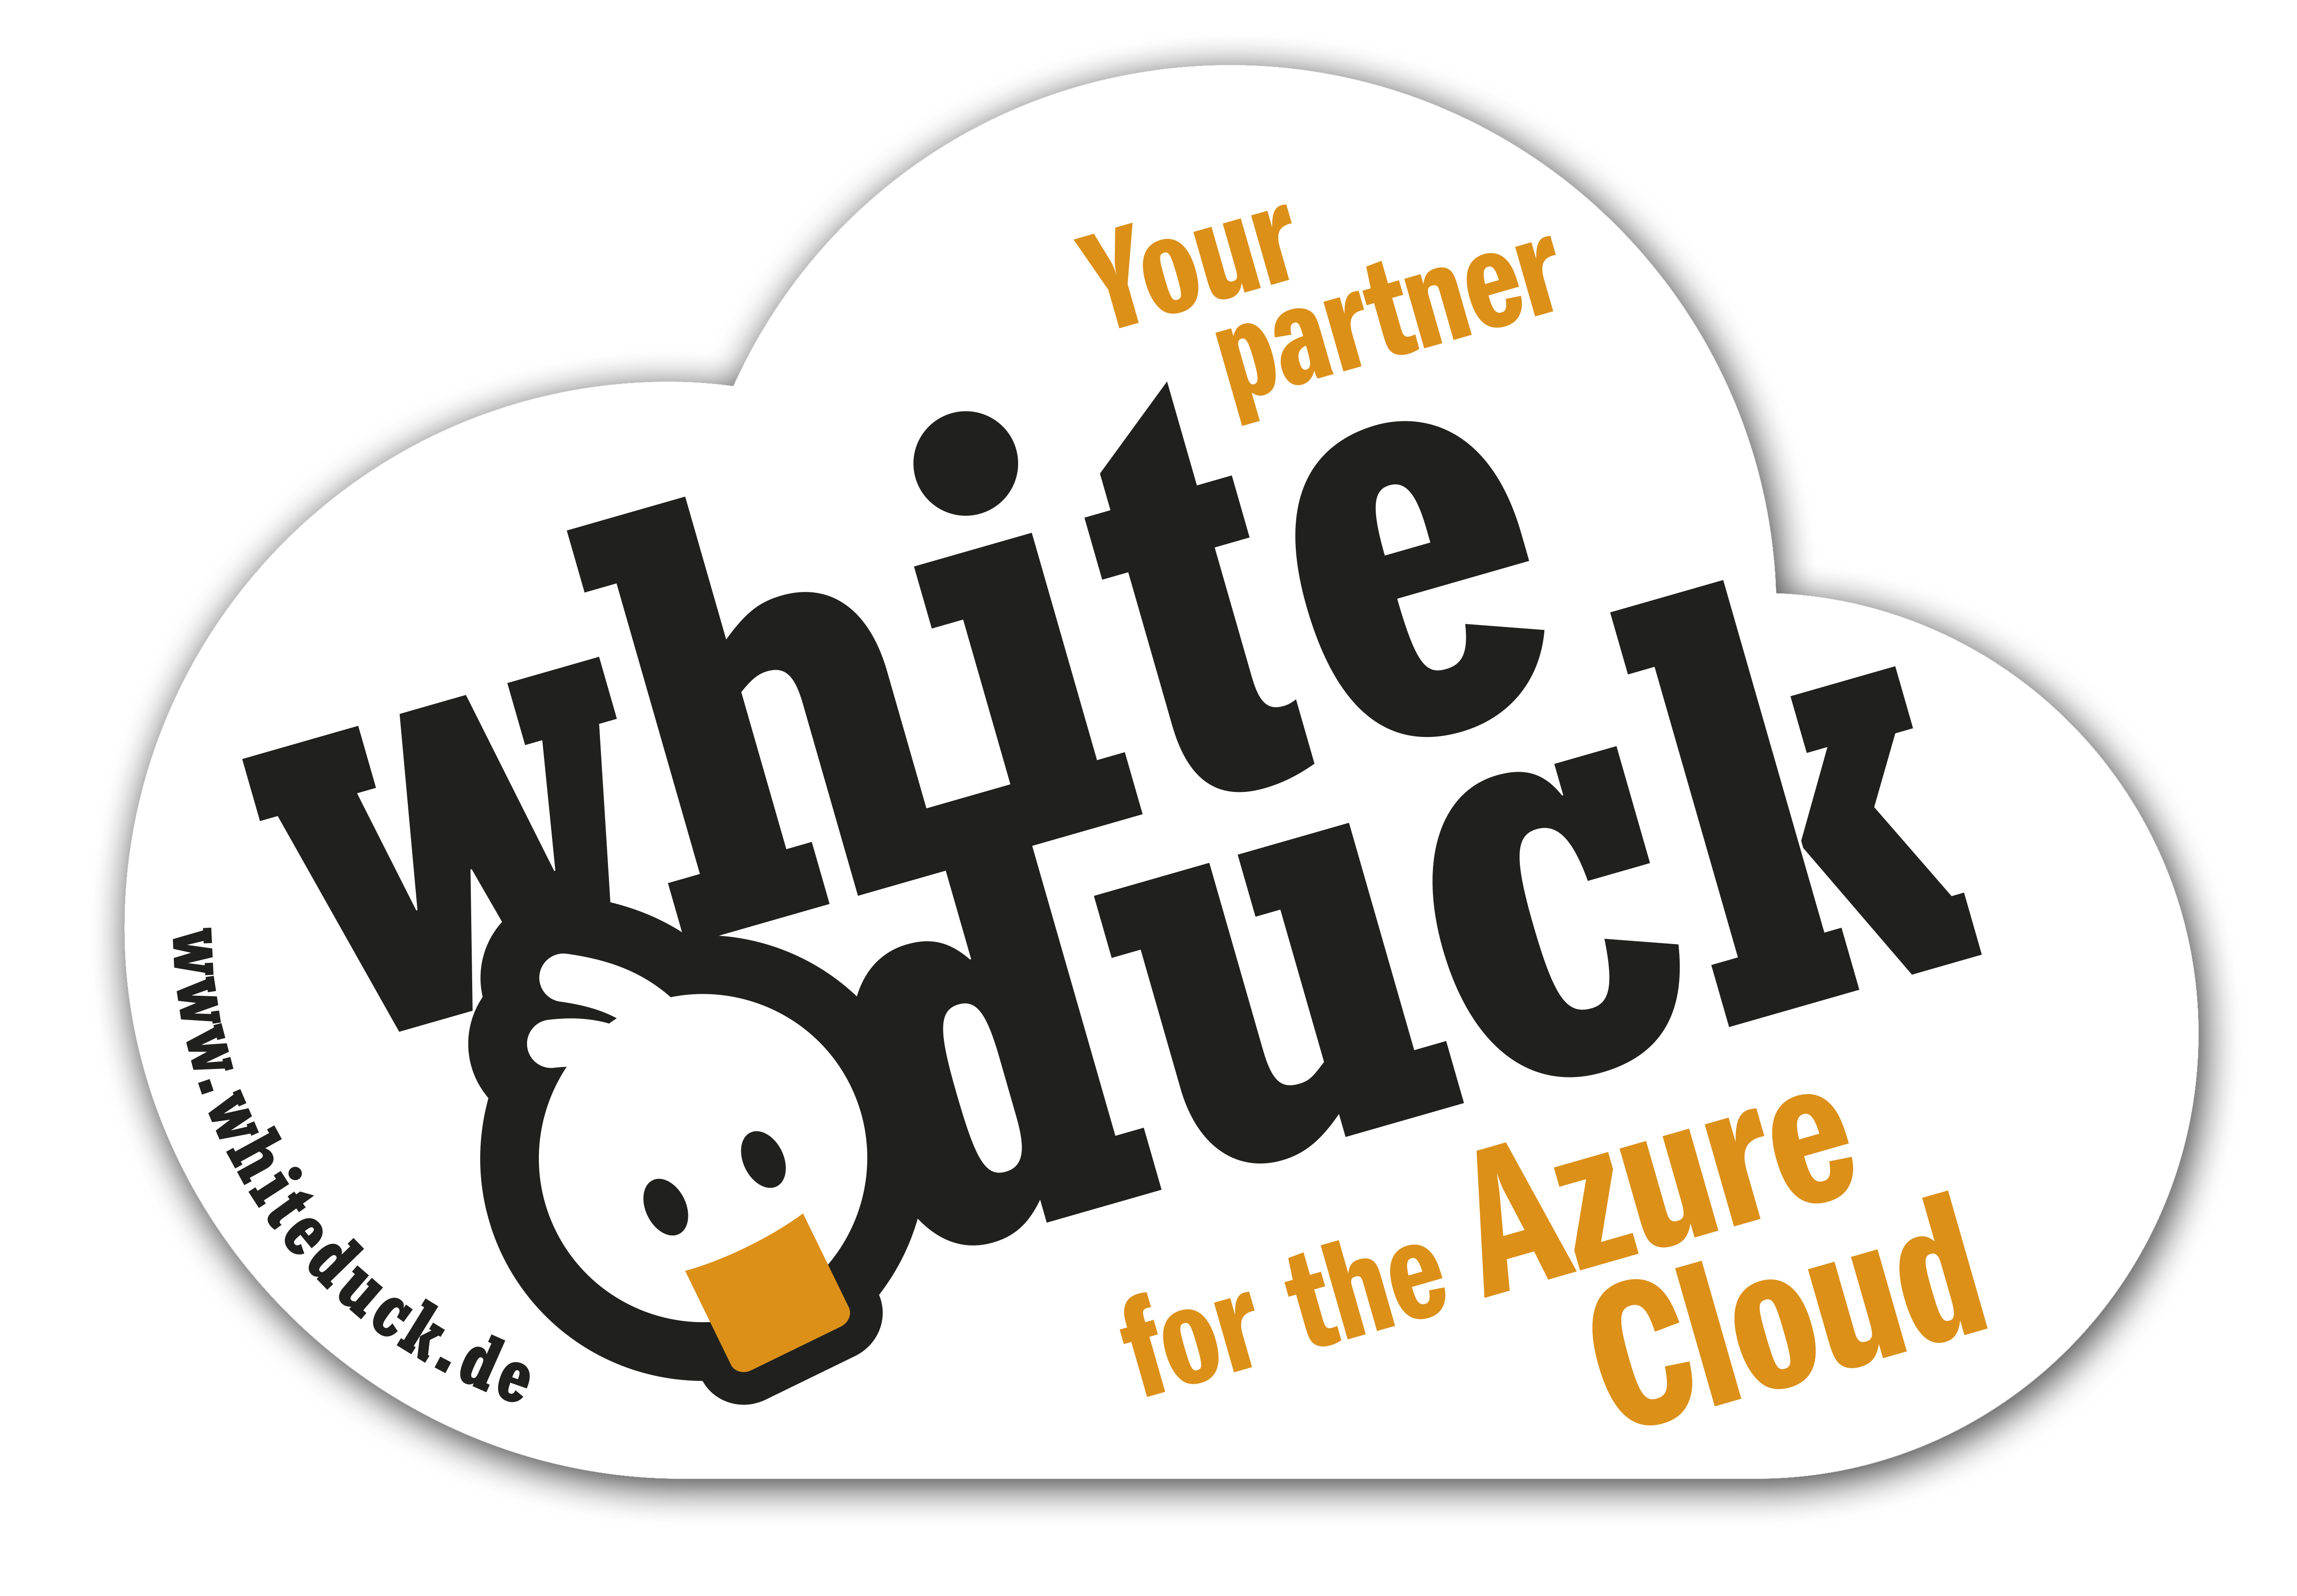 Your
partner
white
duck
for the Azure
Cloud
www.whiteduck.de